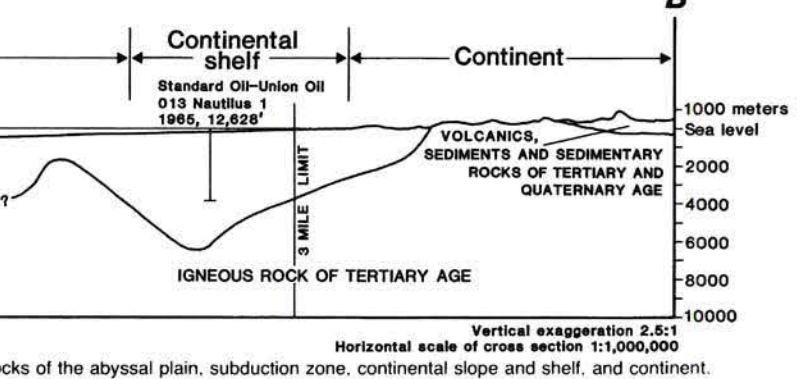 B
Continental
shelf
Continent
Standard Oil-Union Oil
013 Nautilus 1
1965, 12,628'
1000 meters
Sea level
VOLCANICS,
SEDIMENTS AND SEDIMENTARY
ROCKS OF TERTIARY AND
QUATERNARY AGE
2000
4000
6000
8000
10000
3 MILE LIMIT
?
IGNEOUS ROCK OF TERTIARY AGE
Vertical exaggeration 2.5:1
Horizontal scale of cross section 1:1,000,000
ocks of the abyssal plain, subduction zone, continental slope and shelf, and continent.